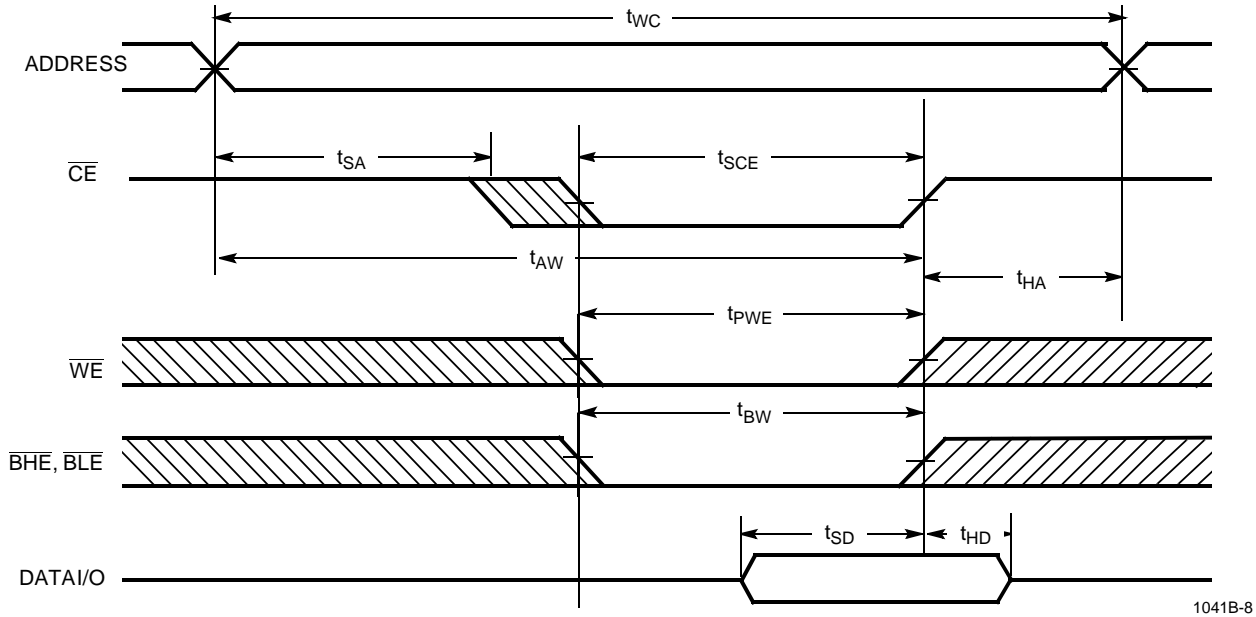 tWC
ADDRESS
tSA
tSCE
CE
tAW
tHA
tPWE
WE
tBW
BHE, BLE
tSD
tHD
DATAI/O
1041B-8